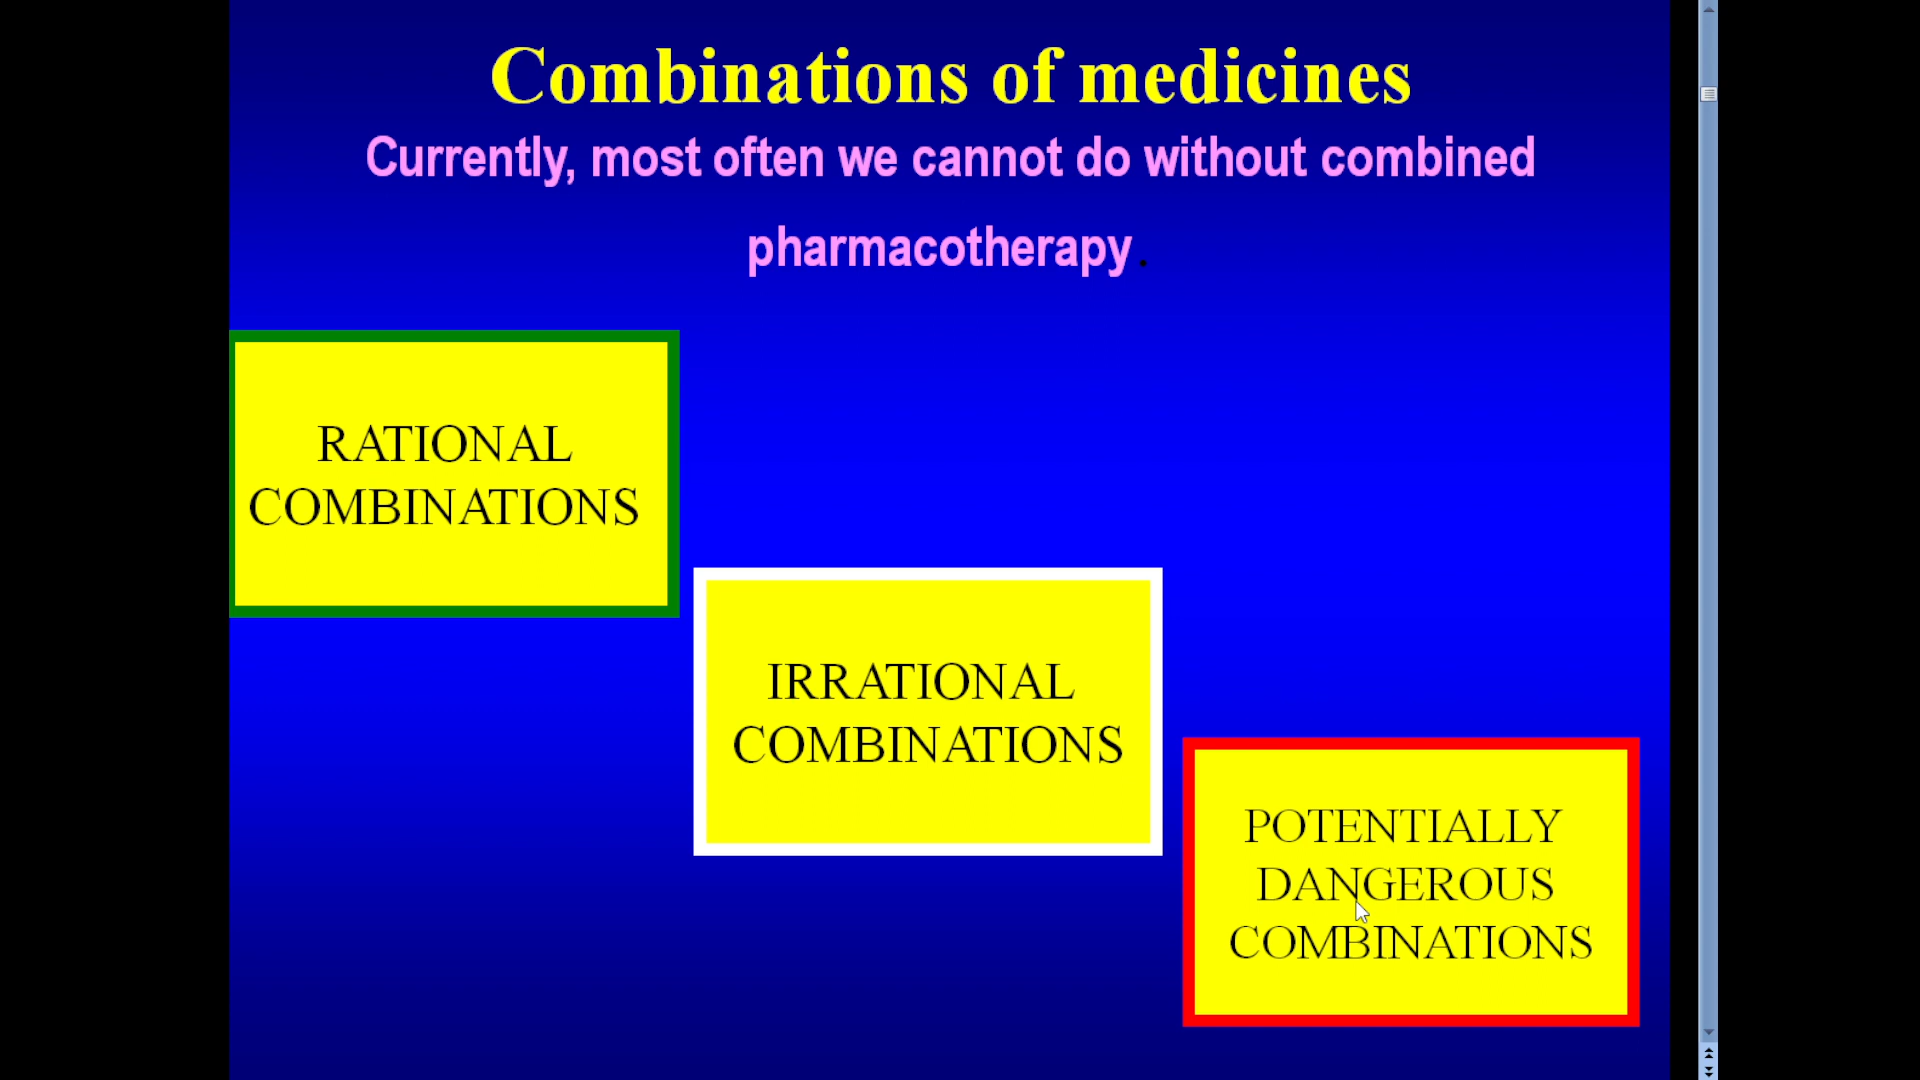 Combinations of medicines
Currently, most often we cannot do without combined
pharmacotherapy.
RATIONAL
COMBINATIONS
IRRATIONAL
COMBINATIONS
POTENTIALLY
DANGEROUS
COMBINATIONS